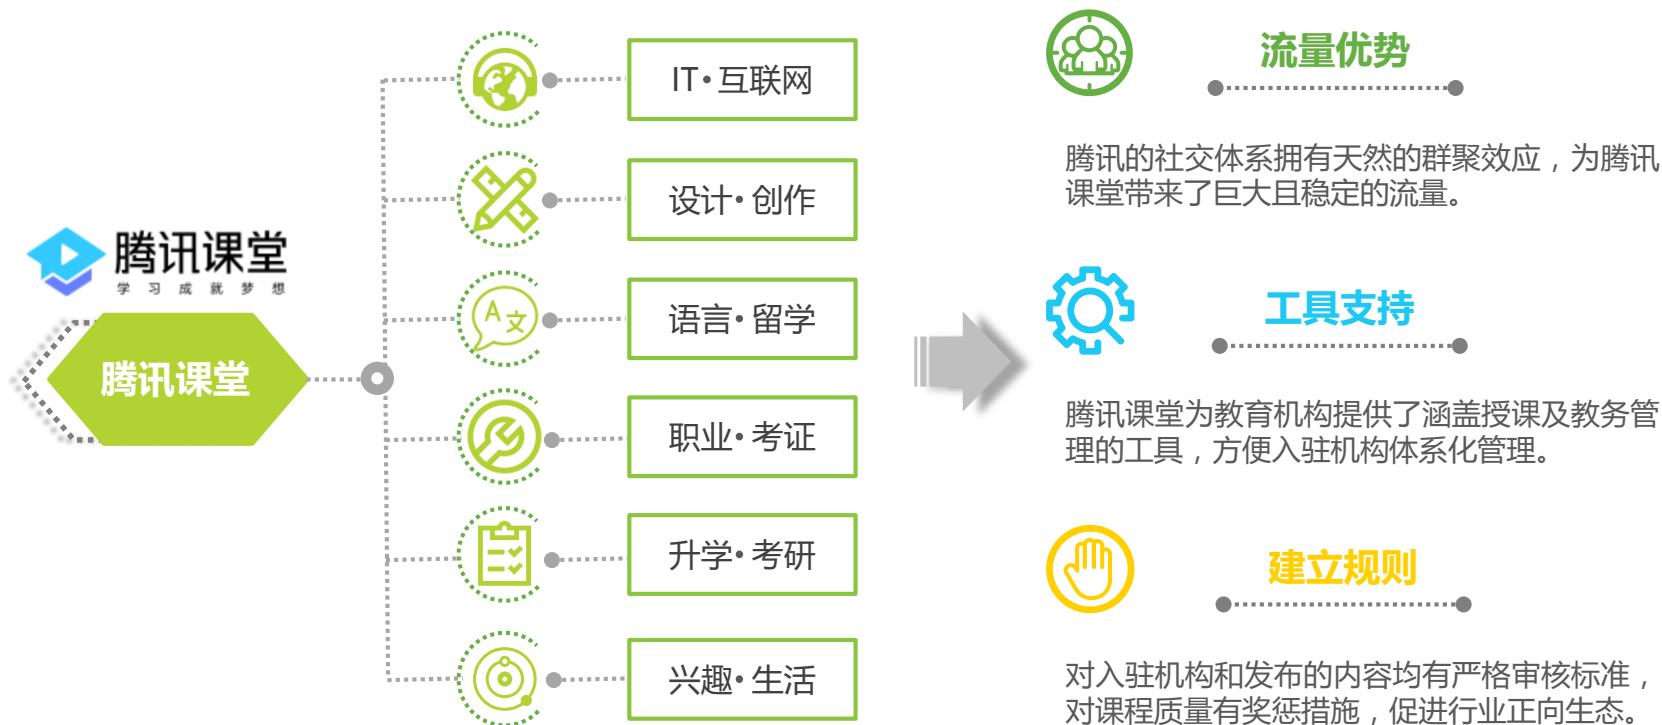 腾讯课堂
学习成就梦想
腾讯课堂
IT·互联网
设计·创作
语言·留学
A文
职业·考证
升学·考研
兴趣·生活
流量优势
腾讯的社交体系拥有天然的群聚效应，为腾讯
课堂带来了巨大且稳定的流量。
工具支持
腾讯课堂为教育机构提供了涵盖授课及教务管
理的工具，方便入驻机构体系化管理。
建立规则
对入驻机构和发布的内容均有严格审核标准，
对课程质量有奖惩措施，促进行业正向生态。